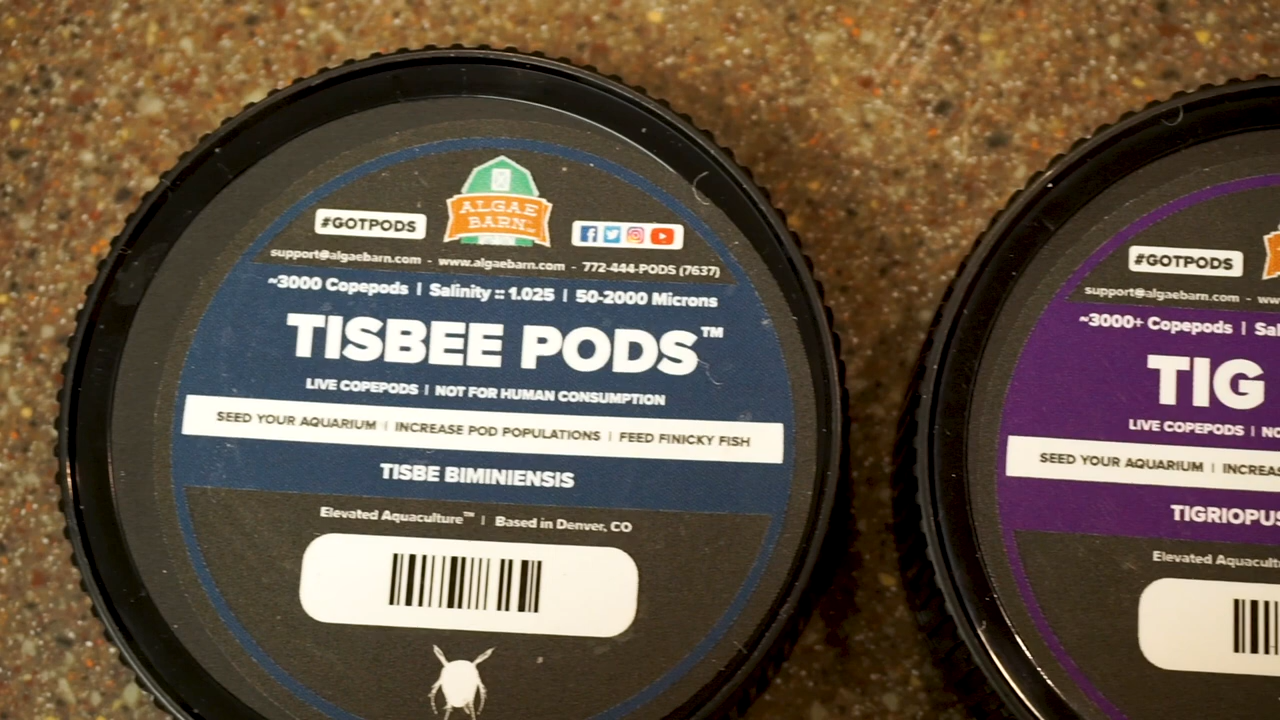 ALGAE
BARN
#GOTPODS
support@algaebarn.com - www.algaebarn.com - 772-444-PODS (7637)
~3000 Copepods | Salinity :: 1.025 | 50-2000 Microns
TISBEE PODS™
LIVE COPEPODS | NOT FOR HUMAN CONSUMPTION
SEED YOUR AQUARIUM | INCREASE POD POPULATIONS | FEED FINICKY FISH
TISBE BIMINIENSIS
Elevated Aquaculture™ | Based in Denver, CO
#GOTPODS
support@algaebarn.com - ww
~3000+ Copepods | Sal
TIG
LIVE COPEPODS | NO
SEED YOUR AQUARIUM | INCREAS
TIGRIOPUS
Elevated Aquacult